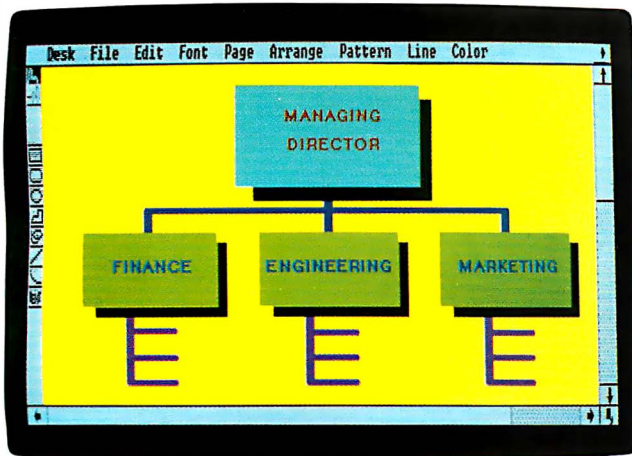 Desk File Edit Font Page Arrange Pattern Line Color
MANAGING
DIRECTOR
FINANCE
ENGINEERING
MARKETING